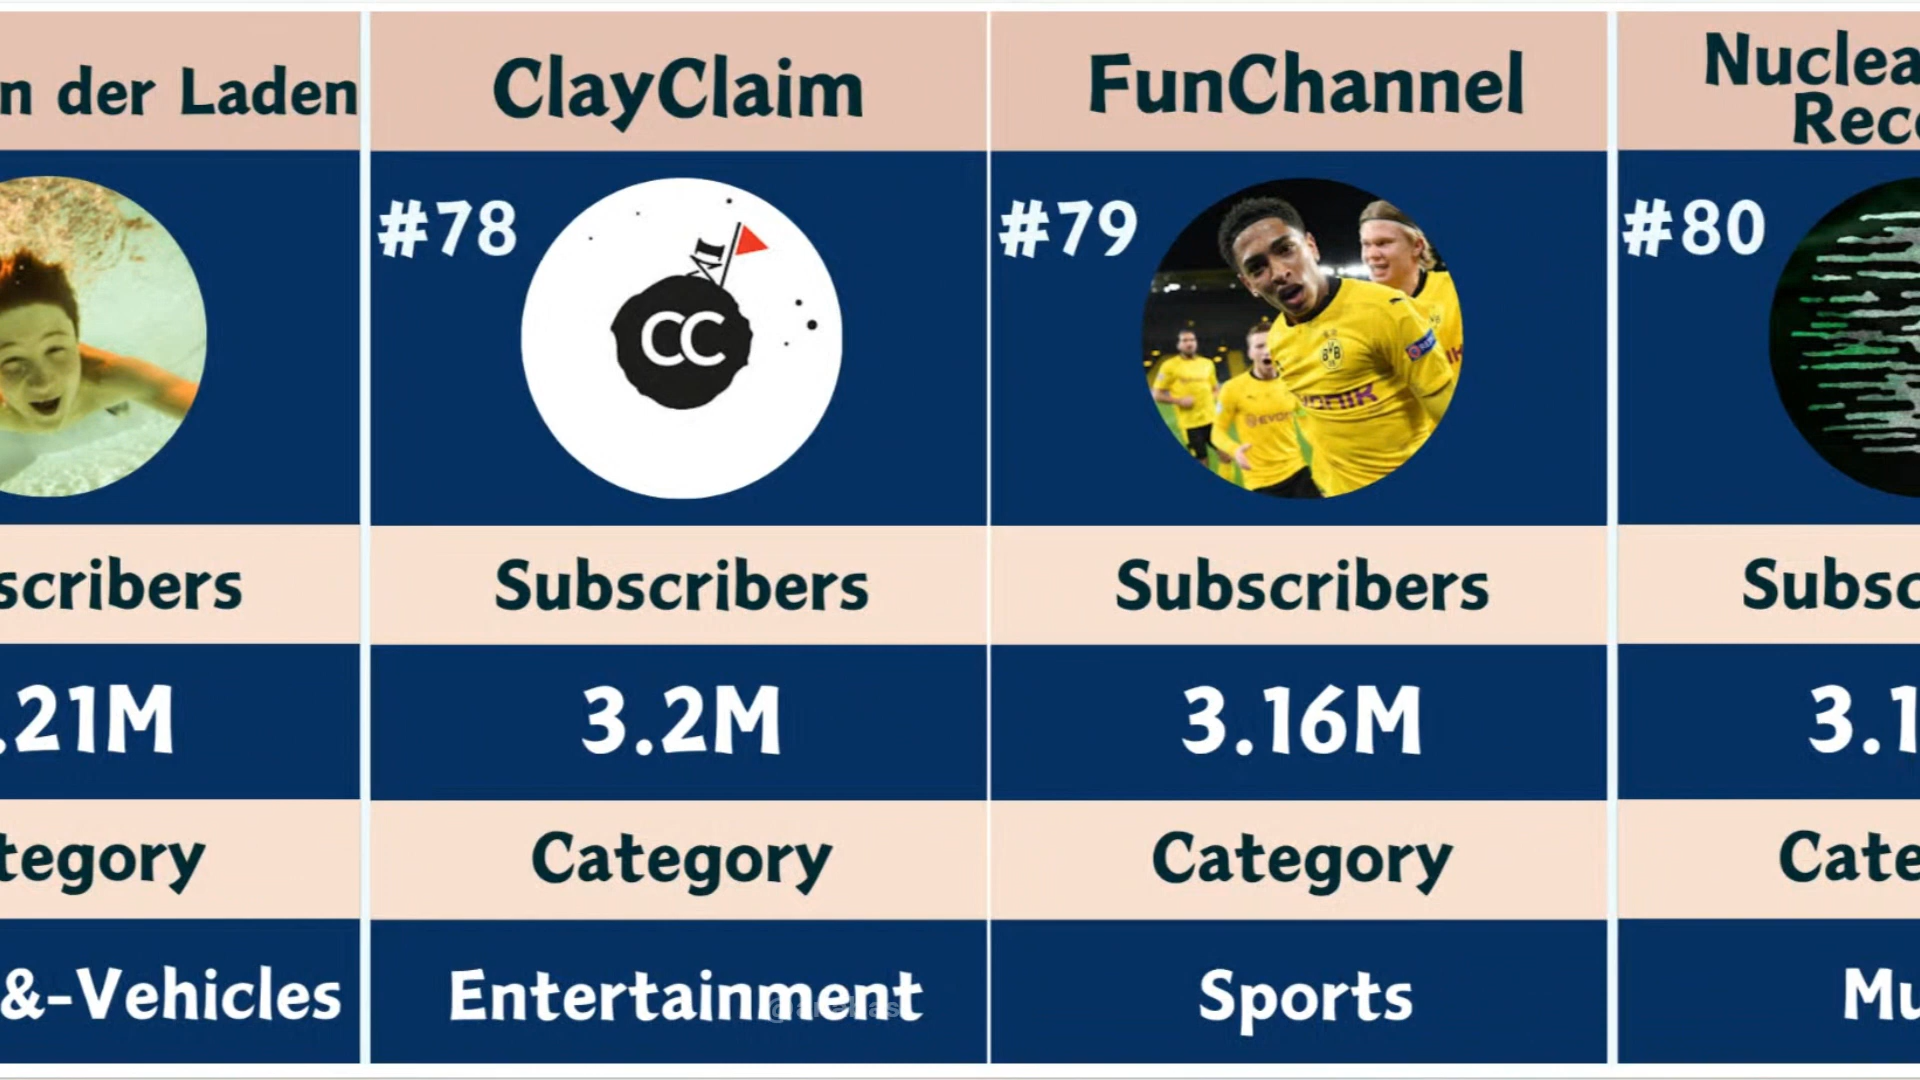 n der Laden
scribers
.21M
tegory
&-Vehicles
ClayClaim
#78
CC
Subscribers
3.2M
Category
Entertainment
FunChannel
#79
Subscribers
3.16M
Category
Sports
Nuclea
Rec
#80
Subsc
3.1
Cate
Mu